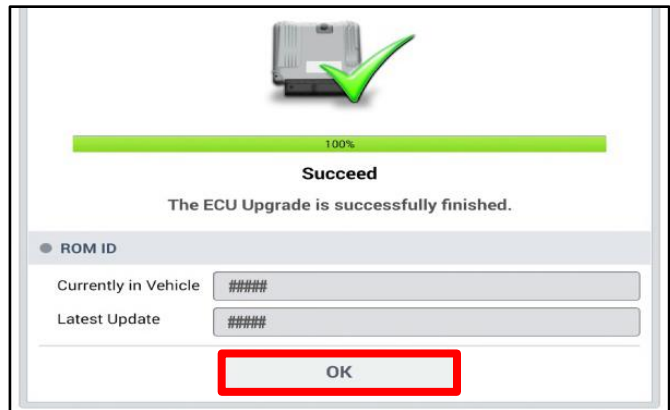 100%
Succeed
The ECU Upgrade is successfully finished.
ROM ID
Currently in Vehicle #####
Latest Update #####
OK